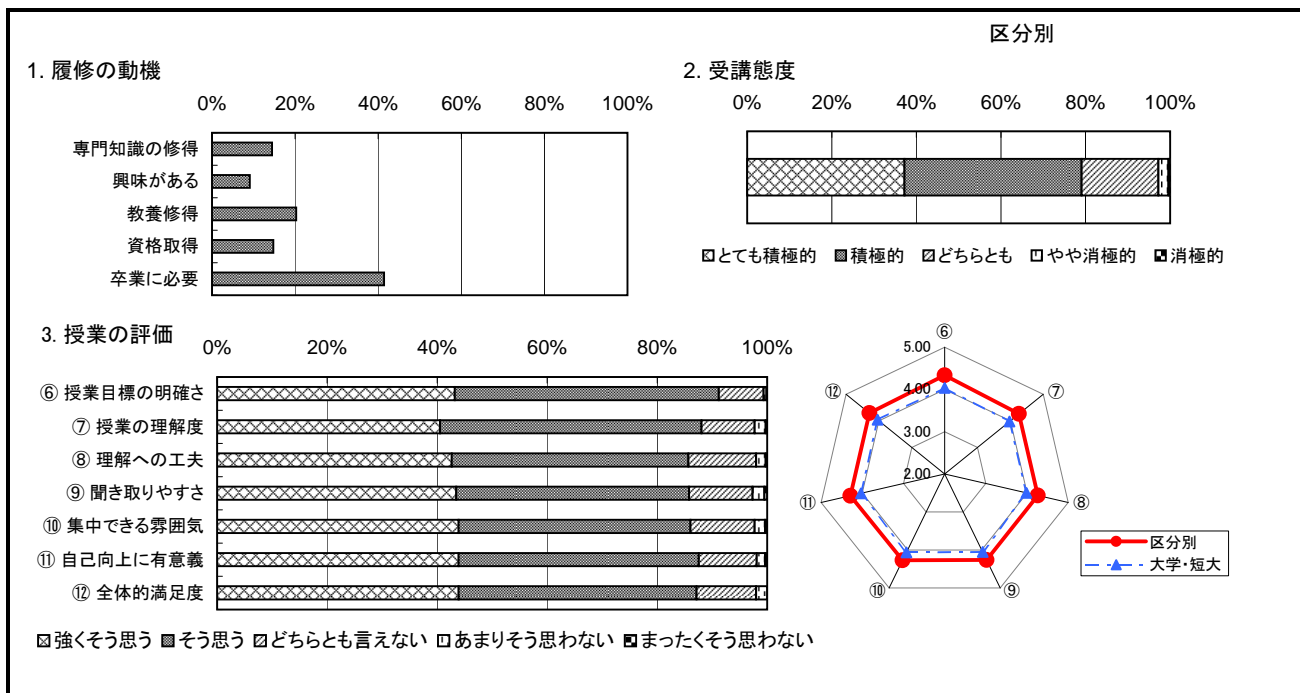 区分別
1. 履修の動機
0% 20% 40% 60% 80% 100%
専門知識の修得
興味がある
教養修得
資格取得
卒業に必要
2. 受講態度
0% 20% 40% 60% 80% 100%
とても積極的 積極的 どちらとも やや消極的 消極的
3. 授業の評価
0% 20% 40% 60% 80% 100%
⑥ 授業目標の明確さ
⑦ 授業の理解度
⑧ 理解への工夫
⑨ 聞き取りやすさ
⑩ 集中できる雰囲気
⑪ 自己向上に有意義
⑫ 全体的満足度
強くそう思う そう思う どちらとも言えない あまりそう思わない まったくそう思わない
⑥
5.00
⑫ 4.00 ⑦
3.00
2.00
⑪ ⑧
⑩ ⑨
区分別
大学・短大